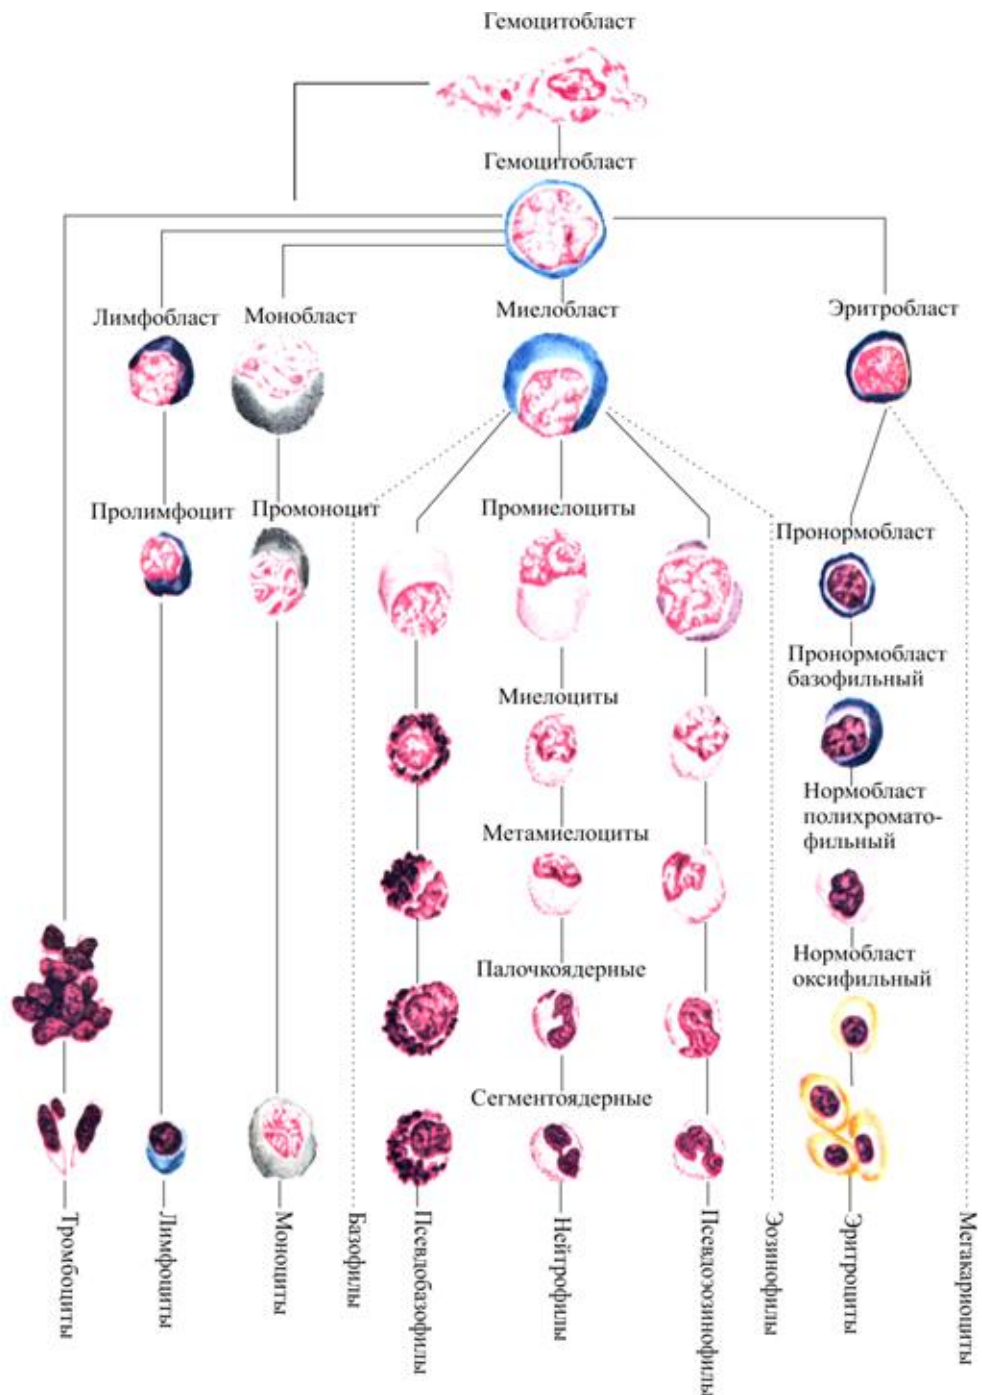 Гемоцитобласт
Гемоцитобласт
Лимфобласт
Монобласт
Миелобласт
Эритробласт
Пролимфоцит
Промоноцит
Промиелоциты
Пронормобласт
Пронормобласт
базофильный
Миелоциты
Нормобласт
полихромато-
фильный
Метамиелоциты
Нормобласт
оксифильный
Палочкоядерные
Сегментоядерные
Тромбоциты
Лимфоциты
Моноциты
Базофилы
Псевдобазофилы
Нейтрофилы
Псевдоэозинофилы
Эозинофилы
Эритроциты
Мегакариоциты